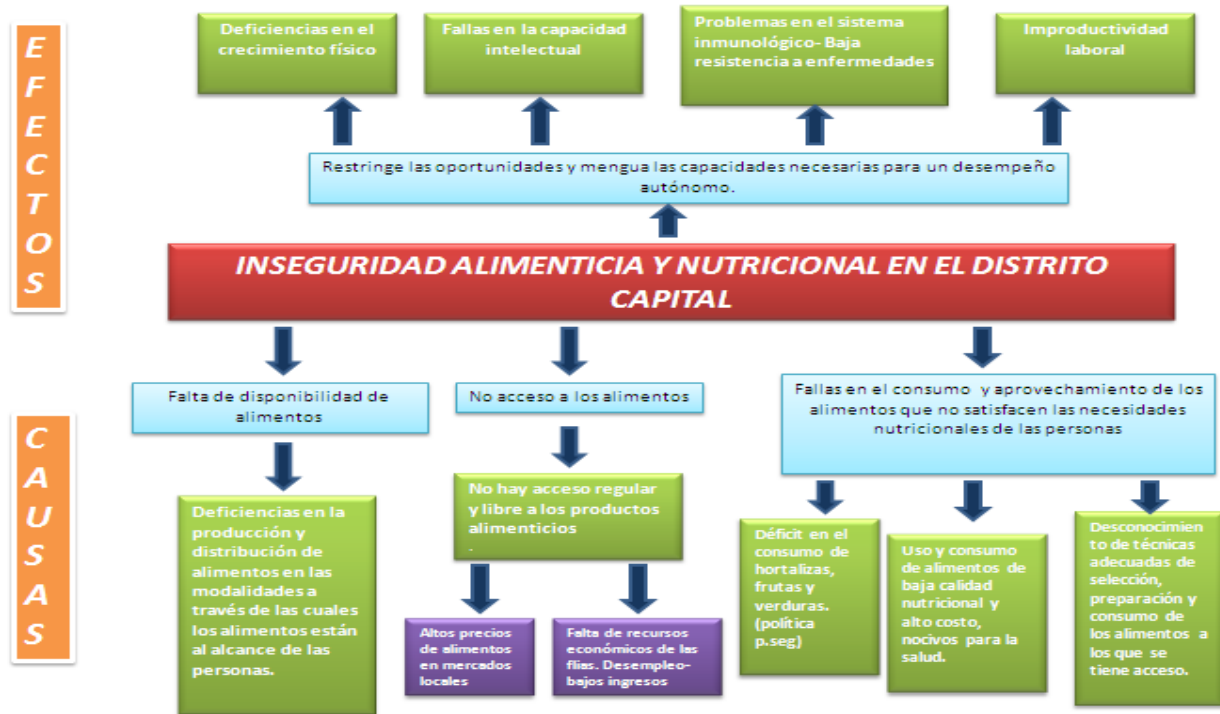 EFECTOS
Deficiencias en el
crecimiento físico
Fallas en la capacidad
intelectual
Problemas en el sistema
inmunológico- Baja
resistencia a enfermedades
Improductividad
laboral
Restringe las oportunidades y mengua las capacidades necesarias para un desempeño
autónomo.
INSEGURIDAD ALIMENTICIA Y NUTRICIONAL EN EL DISTRITO
CAPITAL
CAUSAS
Falta de disponibilidad de
alimentos
No acceso a los alimentos
Fallas en el consumo y aprovechamiento de los
alimentos que no satisfacen las necesidades
nutricionales de las personas
Deficiencias en la
producción y
distribución de
alimentos en las
modalidades a
través de las cuales
los alimentos están
al alcance de las
personas.
No hay acceso regular
y libre a los productos
alimenticios
.
Altos precios
de alimentos
en mercados
locales
Falta de recursos
económicos de las
flias. Desempleo-
bajos ingresos
Déficit en el
consumo de
hortalizas,
frutas y
verduras.
(política
p.seg)
Uso y consumo
de alimentos de
baja calidad
nutricional y
alto costo,
nocivos para la
salud.
Desconocimien
to de técnicas
adecuadas de
selección,
preparación y
consumo de
los alimentos a
los que se
tiene acceso.